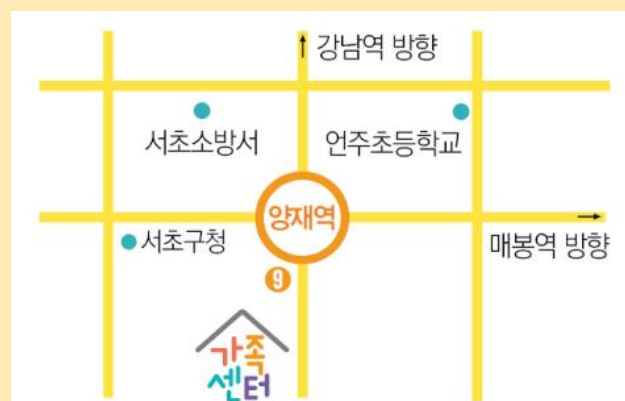 강남역 방향
서초소방서
언주초등학교
양재역
서초구청
매봉역 방향
9
가족
센터